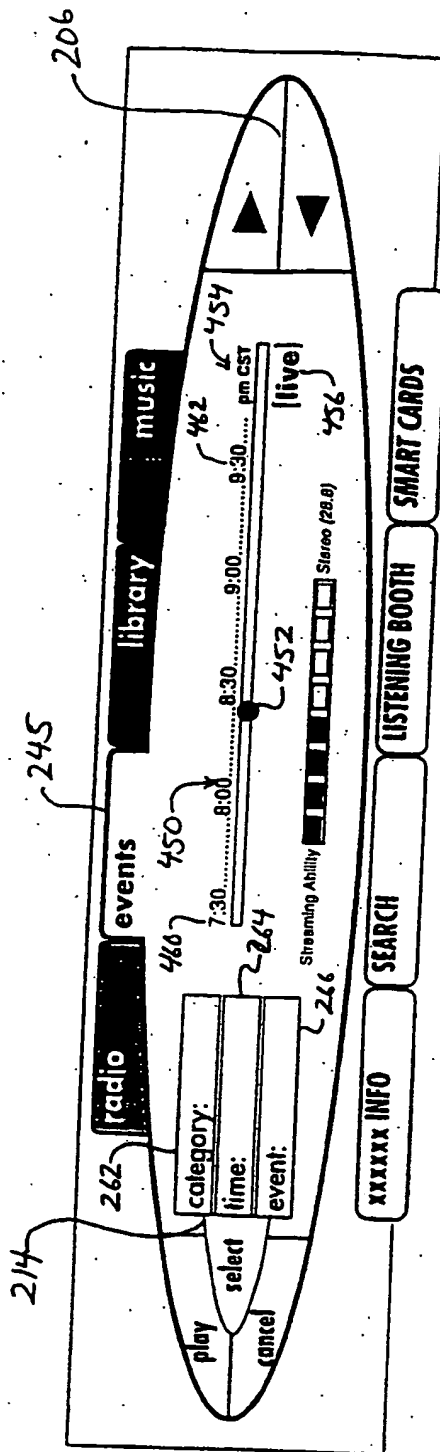 245
206
radio
events
library
music
262
214
play
select
cancel
category:
time:
event:
264
266
460
450
462
454
7:30 ........ 8:00 ........ 8:30 ........ 9:00 ........ 9:30 .... pm CST
452
[live]
456
Streaming Ability
Stereo (28.8)
xxxxxx INFO
SEARCH
LISTENING BOOTH
SMART CARDS